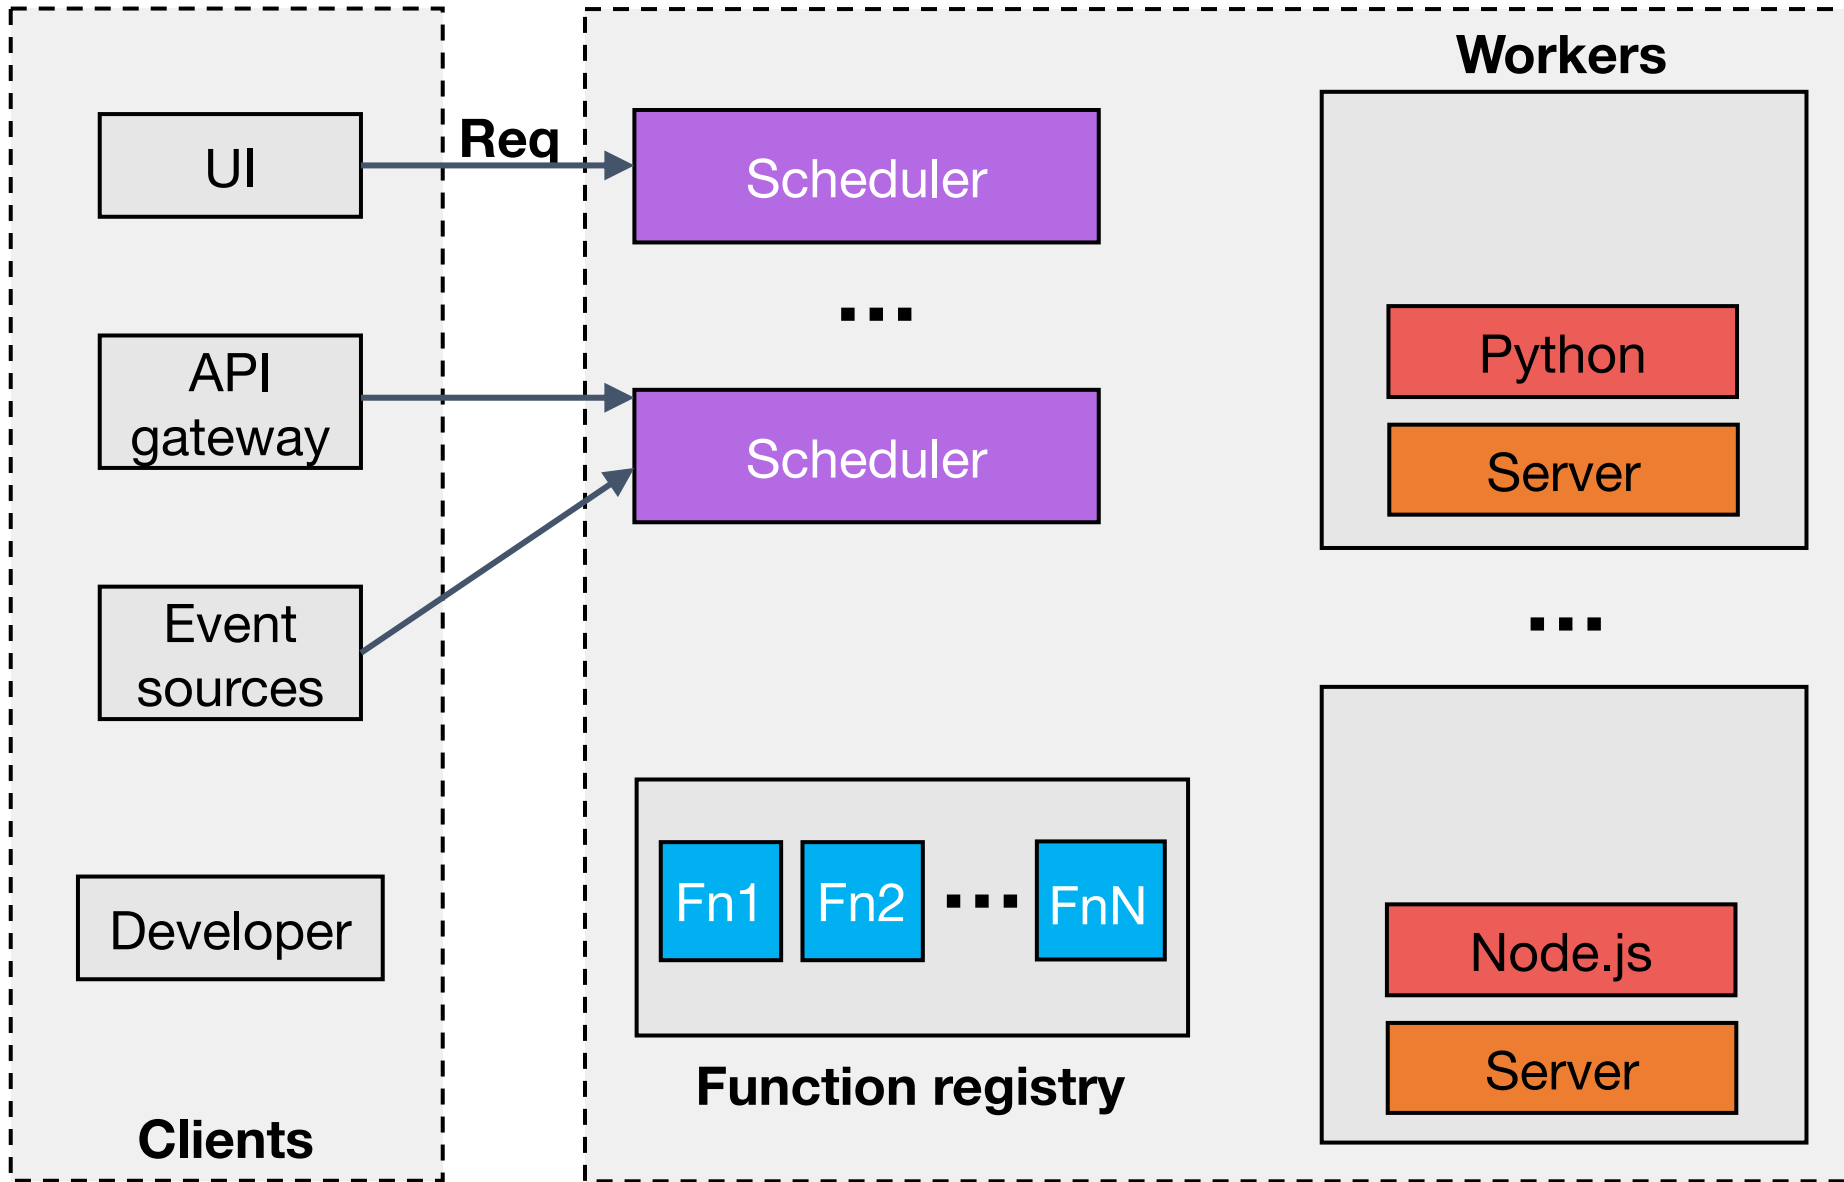 UI
API
gateway
Event
sources
Developer
Clients
Req
Scheduler
...
Scheduler
Fn1
Fn2
...
FnN
Function registry
Workers
Python
Server
...
Node.js
Server